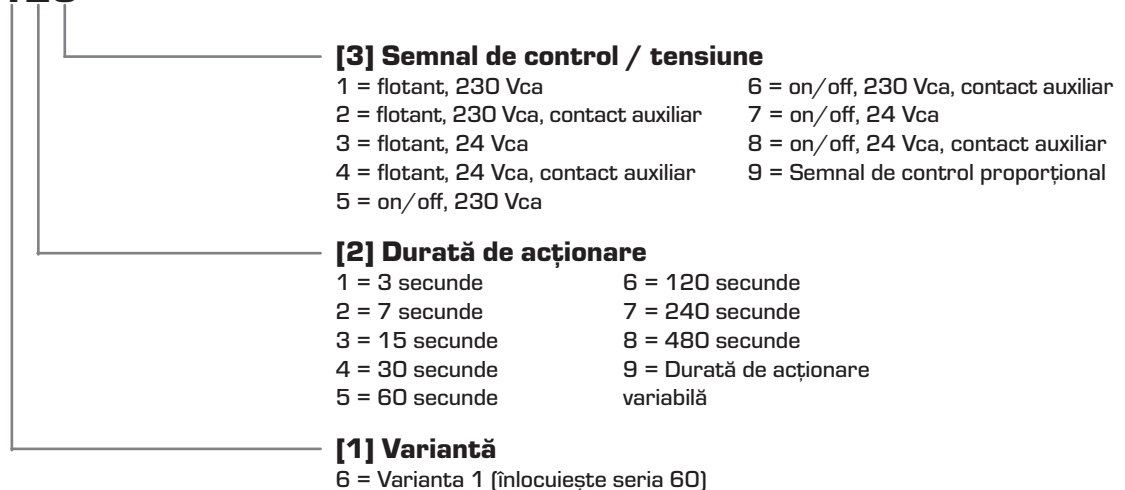 [3] Semnal de control / tensiune
1 = flotant, 230 Vca
2 = flotant, 230 Vca, contact auxiliar
3 = flotant, 24 Vca
4 = flotant, 24 Vca, contact auxiliar
5 = on/off, 230 Vca
6 = on/off, 230 Vca, contact auxiliar
7 = on/off, 24 Vca
8 = on/off, 24 Vca, contact auxiliar
9 = Semnal de control proporțional
[2] Durată de acționare
1 = 3 secunde
2 = 7 secunde
3 = 15 secunde
4 = 30 secunde
5 = 60 secunde
6 = 120 secunde
7 = 240 secunde
8 = 480 secunde
9 = Durată de acționare
variabilă
[1] Variantă
6 = Varianta 1 (înlocuiește seria 60)